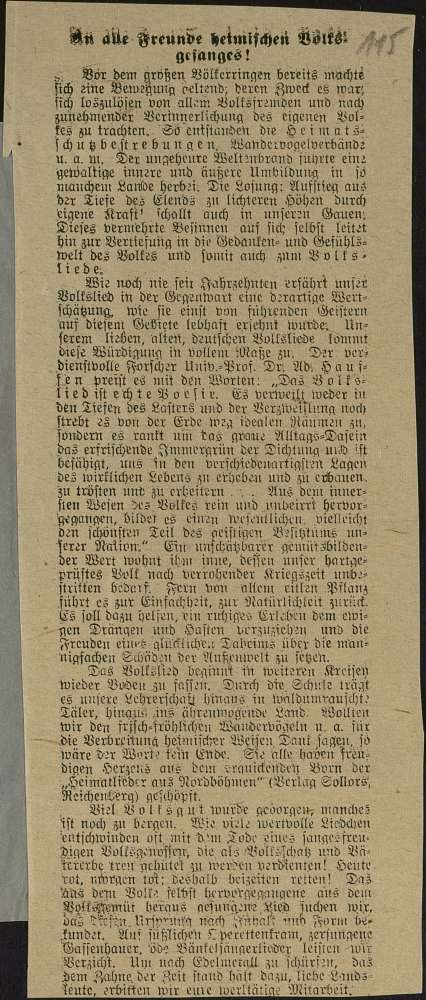 115
An alle Freunde heimischen Volks-
gesanges!
Vor dem großen Völkerringen bereits machte
sich eine Bewegung geltend, deren Zweck es war,
sich loszulösen von allem Volksfremden und nach
zunehmender Verinnerlichung des eigenen Vol-
kes zu trachten. So entstanden die Heimats-
schutzbestrebungen, Wandervogelverbände
u. a. m. Der ungeheure Weltenbrand führte eine
gewaltige innere und äußere Umbildung in so
manchem Lande herbei. Die Losung: Aufstieg aus
der Tiefe des Elends zu lichteren Höhen durch
eigene Kraft! schallt auch in unseren Gauen.
Dieses vermehrte Besinnen auf sich selbst leitet
hin zur Vertiefung in die Gedanken- und Gefühls-
welt des Volkes und somit auch zum Volks-
liede.
Wie noch nie seit Jahrzehnten erfährt unser
Volkslied in der Gegenwart eine derartige Wert-
schätzung, wie sie einst von führenden Geistern
auf diesem Gebiete lebhaft ersehnt wurde. Un-
serem lieben, alten, deutschen Volksliede kommt
diese Würdigung in vollem Maße zu. Der ver-
dienstvolle Forscher Univ.-Prof. Dr. Ad. Hauf-
fen preist es mit den Worten: „Das Volks-
lied ist echte Poesie. Es verweilt weder in
den Tiefen des Lasters und der Verzweiflung noch
strebt es von der Erde weg idealen Räumen zu,
sondern es rankt um das graue Alltags-Dasein
das erfrischende Immergrün der Dichtung und ist
befähigt, uns in den verschiedenartigsten Lagen
des wirklichen Lebens zu erheben und zu erbauen,
zu trösten und zu erheitern . . . Aus dem inner-
sten Wesen des Volkes rein und unbeirrt hervor-
gegangen, bildet es einen wesentlichen, vielleicht
den schönsten Teil des geistigen Besitztums un-
serer Nation.“ Ein unschätzbarer gemütsbilden-
der Wert wohnt ihm inne, dessen unser hartge-
prüftes Volk nach verrohender Kriegszeit unbe-
stritten bedarf. Fern von allem eitlen Pflanz
führt es zur Einfachheit, zur Natürlichkeit zurück.
Es soll dazu helfen, ein ruhiges Erleben dem ewi-
gen Drängen und Hasten vorzuziehen und die
Freuden eines glücklichen Daheims über die man-
nigfachen Schäden der Außenwelt zu setzen.
Das Volkslied beginnt in weiteren Kreisen
wieder Boden zu fassen. Durch die Schule trägt
es unsere Lehrerschaft hinaus in waldumrauschte
Täler, hinaus ins ährenwogende Land. Wollten
wir den frisch-fröhlichen Wandervögeln u. a. für
die Verbreitung heimischer Weisen Dank sagen, so
wäre der Worte kein Ende. Sie alle haben freu-
digen Herzens aus dem erquickenden Born der
„Heimatlieder aus Nordböhmen“ (Verlag Sollors,
Reichenberg) geschöpft.
Viel Volksgut wurde geborgen, manches
ist noch zu bergen. Wie viele wertvolle Liedchen
entschwinden oft mit dem Tode eines sangesfreu-
digen Volksgenossen, die als Volksschatz und Vä-
tererbe treu gehütet zu werden verdienten! Heute
rot, morgen tot; deshalb beizeiten retten! Das
aus dem Volke selbst hervorgegangene aus dem
Volksgemüt heraus gesungene Lied suchen wir,
das diesen Ursprung nach Inhalt und Form be-
kundet. Auf süßlichen Operettenkram, zersungene
Gassenhauer, öde Bänkelsängerlieder leisten wir
Verzicht. Um nach Edelmetall zu schürfen, das
dem Zahne der Zeit stand hält dazu, liebe Lands-
leute, erbitten wir eure werktätige Mitarbeit.